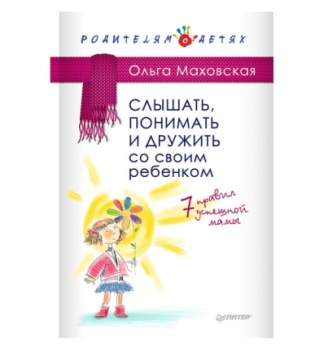 РОДИТЕЛЯМ О ДЕТЯХ
Ольга Маховская
СЛЫШАТЬ,
ПОНИМАТЬ
И ДРУЖИТЬ
со своим
ребенком
7 правил
успешной
мамы
ПИТЕР